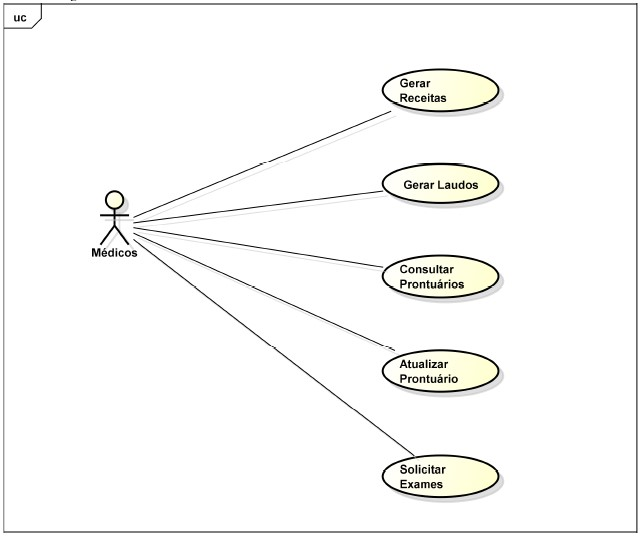 uc
Gerar
Receitas
Gerar Laudos
Médicos
Consultar
Prontuários
Atualizar
Prontuário
Solicitar
Exames